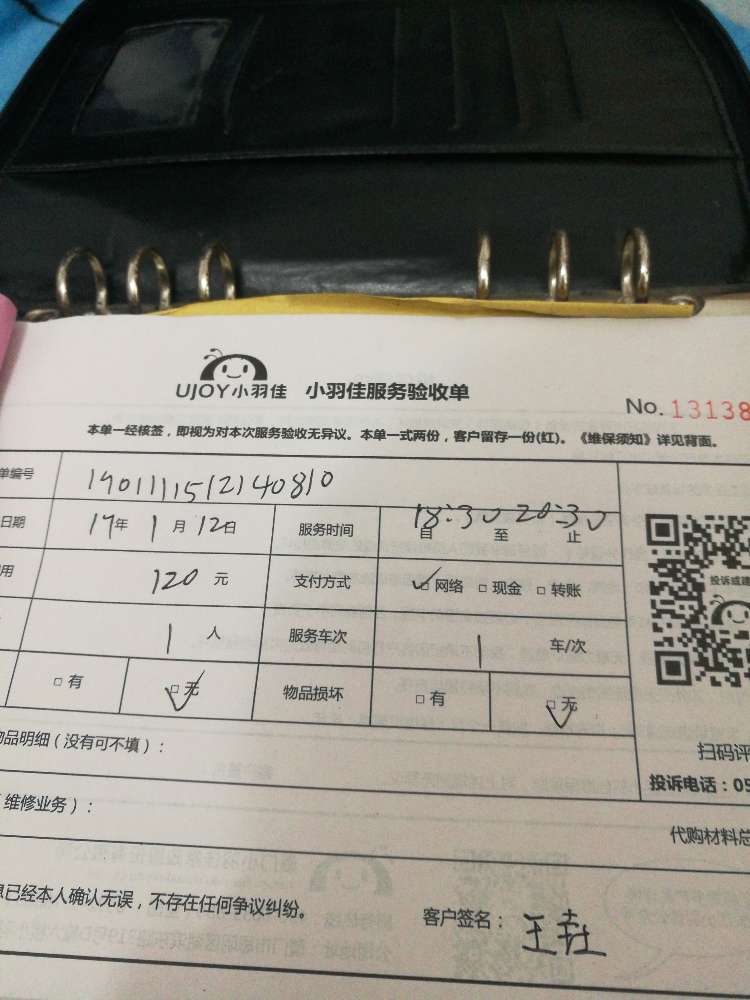 UJOY小羽佳 小羽佳服务验收单
No.13138
本单一经核签，即视为对本次服务验收无异议。本单一式两份，客户留存一份(红)。《维保须知》详见背面。
单编号 1901111512140810
日期 19年 1月 12日 服务时间 18:30 20:30
自 至 止
用 120 元 支付方式 □网络 □现金 □转账
1 人 服务车次 1 车/次
□有 □无 物品损坏 □有 □无
投诉或建
扫码评
投诉电话：05
物品明细（没有可不填）：
维修业务）：
代购材料总
息已经本人确认无误，不存在任何争议纠纷。
客户签名：王